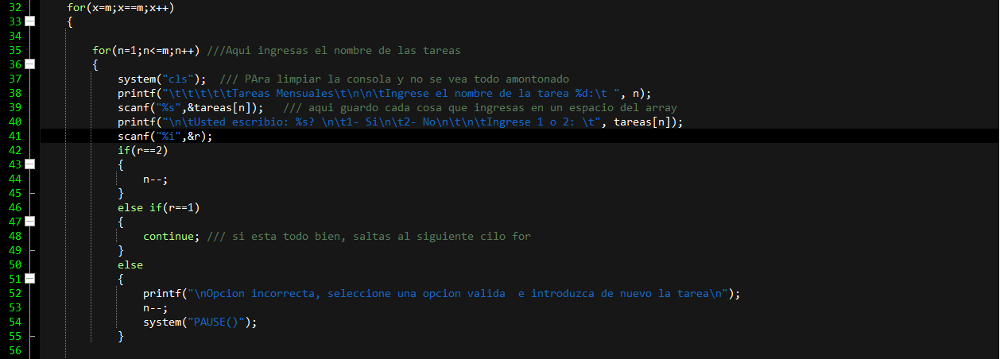 32 for(x=m;x==m;x++)
33 {
34
35 for(n=1;n<=m;n++) ///Aqui ingresas el nombre de las tareas
36 {
37 system("cls"); /// PAra limpiar la consola y no se vea todo amontonado
38 printf("\t\t\t\t\tTareas Mensuales\t\n\n\tIngrese el nombre de la tarea %d:\t ", n);
39 scanf("%s",&tareas[n]); /// aqui guardo cada cosa que ingresas en un espacio del array
40 printf("\n\tUsted escribio: %s? \n\t1- Si\n\t2- No\n\t\n\tIngrese 1 o 2: \t", tareas[n]);
41 scanf("%i",&r);
42 if(r==2)
43 {
44 n--;
45 }
46 else if(r==1)
47 {
48 continue; /// si esta todo bien, saltas al siguiente cilo for
49 }
50 else
51 {
52 printf("\nOpcion incorrecta, seleccione una opcion valida  e introduzca de nuevo la tarea\n");
53 n--;
54 system("PAUSE()");
55 }
56